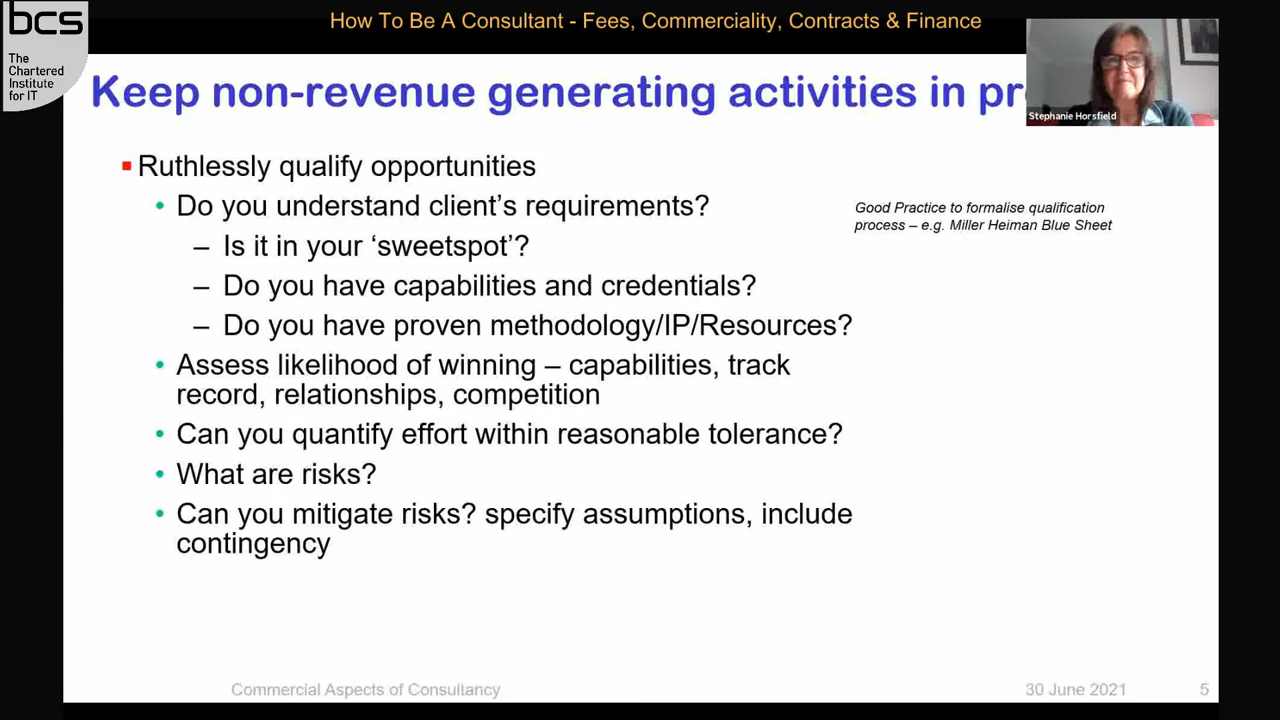 How To Be A Consultant - Fees, Commerciality, Contracts & Finance
bcs
The
Chartered
Institute
for IT
Keep non-revenue generating activities in pr
Stephanie Horsfield
Ruthlessly qualify opportunities
Do you understand client's requirements?
– Is it in your 'sweetspot'?
– Do you have capabilities and credentials?
– Do you have proven methodology/IP/Resources?
Assess likelihood of winning – capabilities, track
record, relationships, competition
Can you quantify effort within reasonable tolerance?
What are risks?
Can you mitigate risks? specify assumptions, include
contingency
Good Practice to formalise qualification
process – e.g. Miller Heiman Blue Sheet
Commercial Aspects of Consultancy
30 June 2021
5